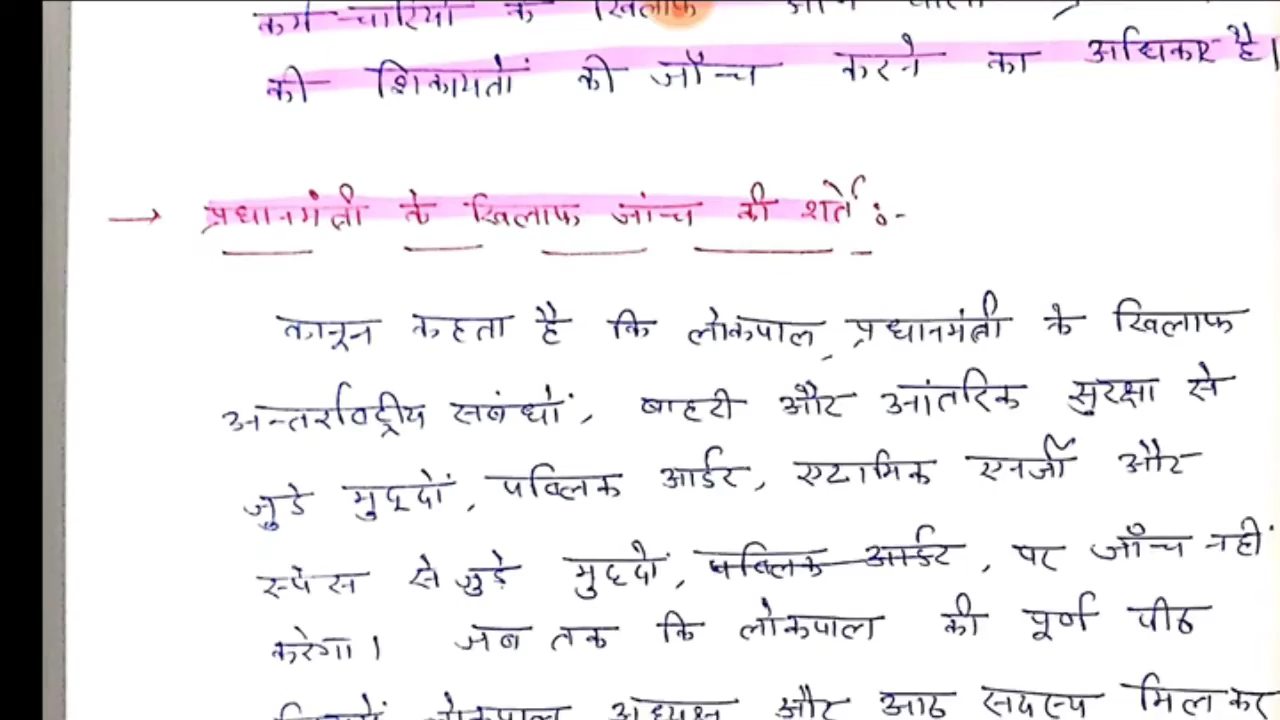 कर्मचारियों के खिलाफ
की शिकायतों की जाँच करने का अधिकार है।
→ प्रधानमंत्री के खिलाफ जांच की शर्तें :-
कानून कहता है कि लोकपाल प्रधानमंत्री के खिलाफ
अन्तर्राष्ट्रीय सबंधों, बाहरी और आंतरिक सुरक्षा से
जुडे मुद्दों, पब्लिक आर्डर, एटामिक एनर्जी और
स्पेस से जुड़े मुद्दों, पब्लिक आर्डर, पर जाँच नहीं
करेगा। जब तक कि लोकपाल की पूर्ण पीठ
लोकपाल अध्यक्ष और आठ सदस्य मिलकर